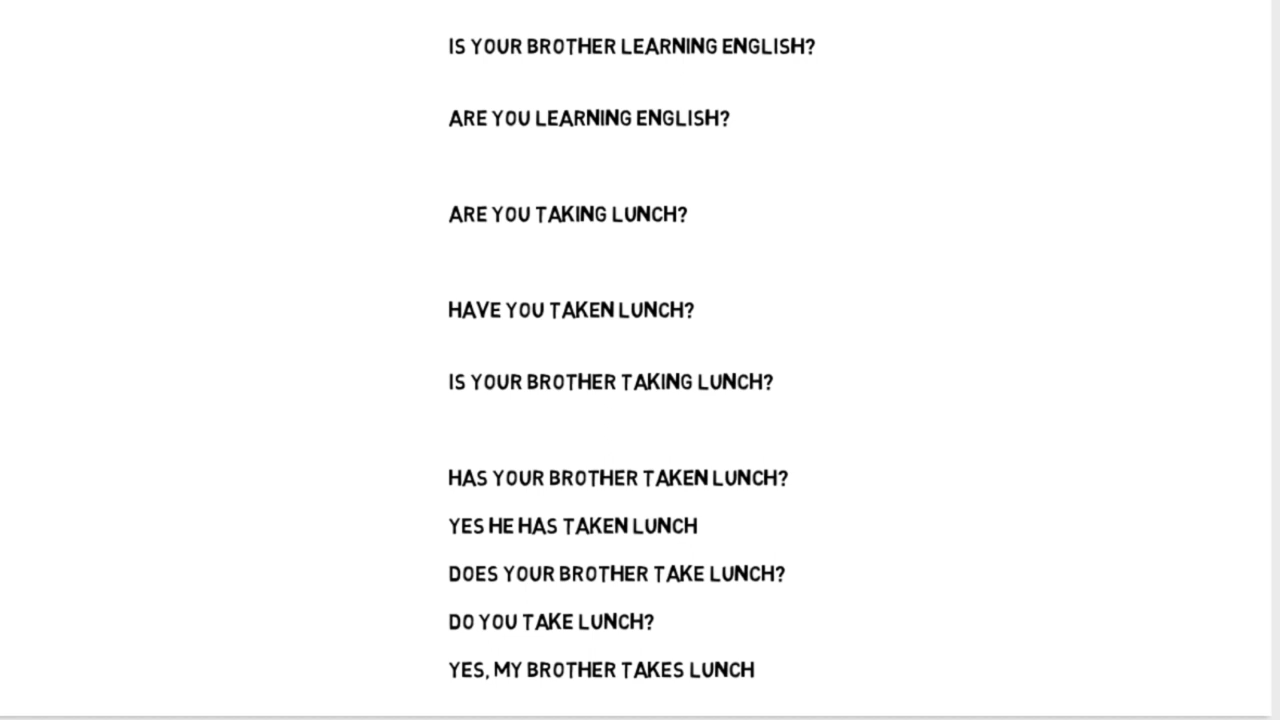 IS YOUR BROTHER LEARNING ENGLISH?
ARE YOU LEARNING ENGLISH?
ARE YOU TAKING LUNCH?
HAVE YOU TAKEN LUNCH?
IS YOUR BROTHER TAKING LUNCH?
HAS YOUR BROTHER TAKEN LUNCH?
YES HE HAS TAKEN LUNCH
DOES YOUR BROTHER TAKE LUNCH?
DO YOU TAKE LUNCH?
YES, MY BROTHER TAKES LUNCH